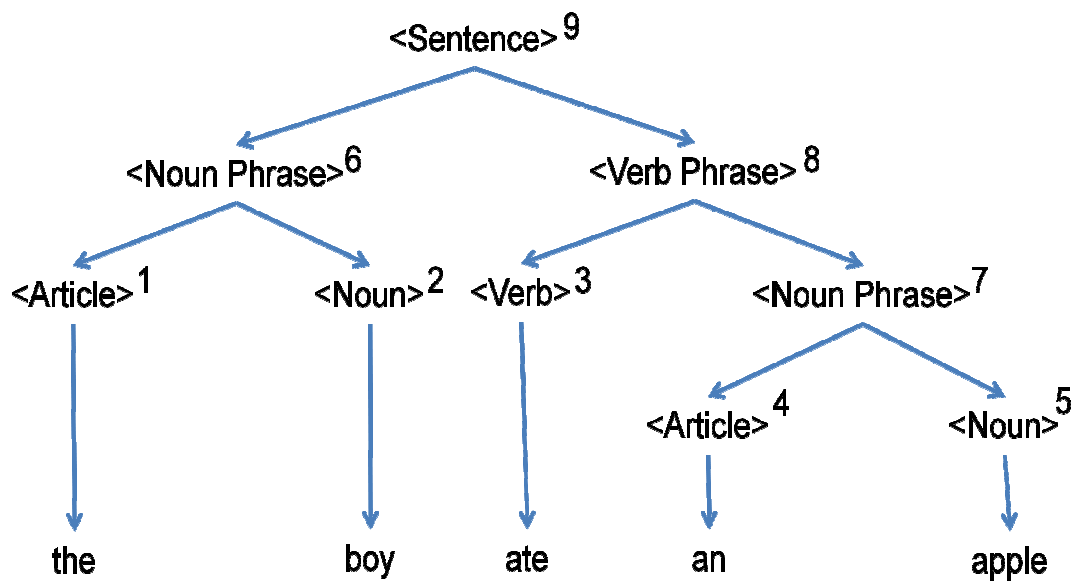 <Sentence>9
<Noun Phrase>6 <Verb Phrase>8
<Article>1 <Noun>2 <Verb>3 <Noun Phrase>7
<Article>4 <Noun>5
the boy ate an apple